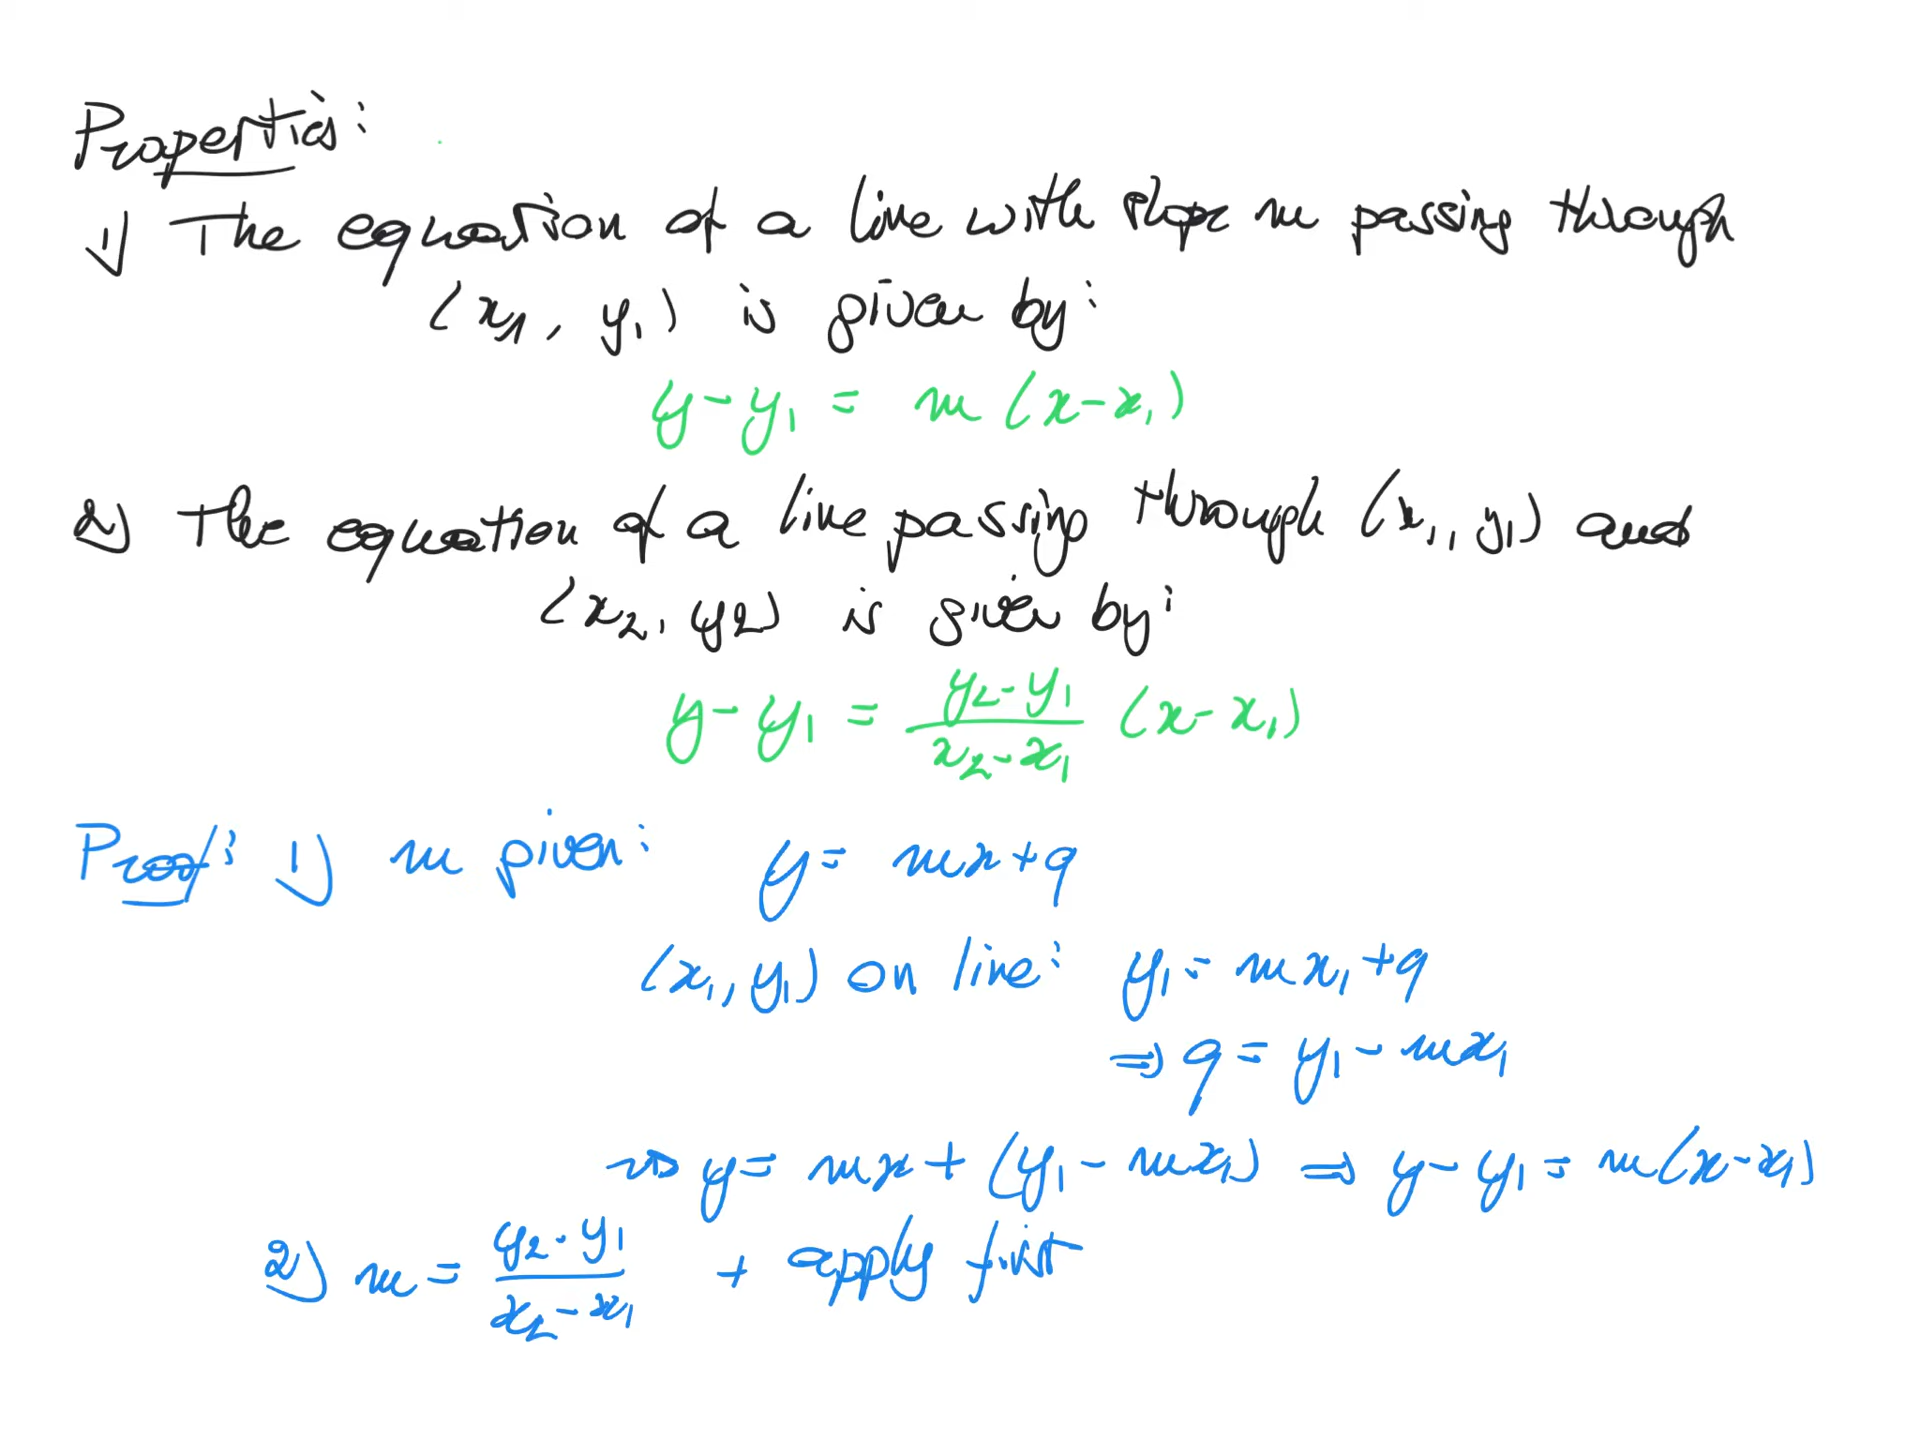 Properties:
1) The equation of a line with slope m passing through
(x₁, y₁) is given by:
y-y₁ = m (x-x₁)
2) The equation of a line passing through (x₁, y₁) and
(x₂, y₂) is given by:
y-y₁ = (y₂-y₁)/(x₂-x₁) (x-x₁)
Proof: 1) m given: y = mx+q
(x₁, y₁) on line: y₁ = mx₁+q
⇒ q = y₁-mx₁
⇝ y = mx + (y₁-mx₁) ⇒ y-y₁ = m(x-x₁)
2) m = (y₂-y₁)/(x₂-x₁) + apply first